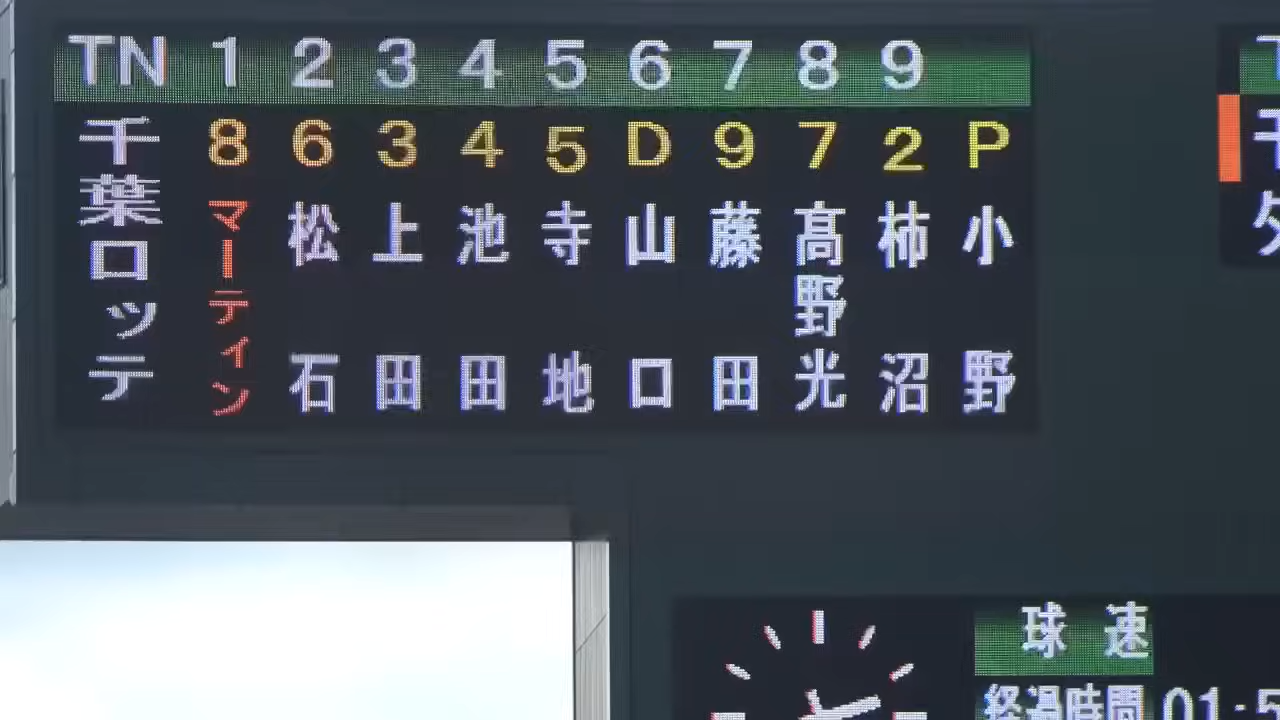 TN 1 2 3 4 5 6 7 8 9
8 6 3 4 5 D 9 7 2 P
千葉ロッテ
マーティン
松石
上田
池田
寺地
山口
藤田
髙野光
柿沼
小野
球速
経過時間 01: